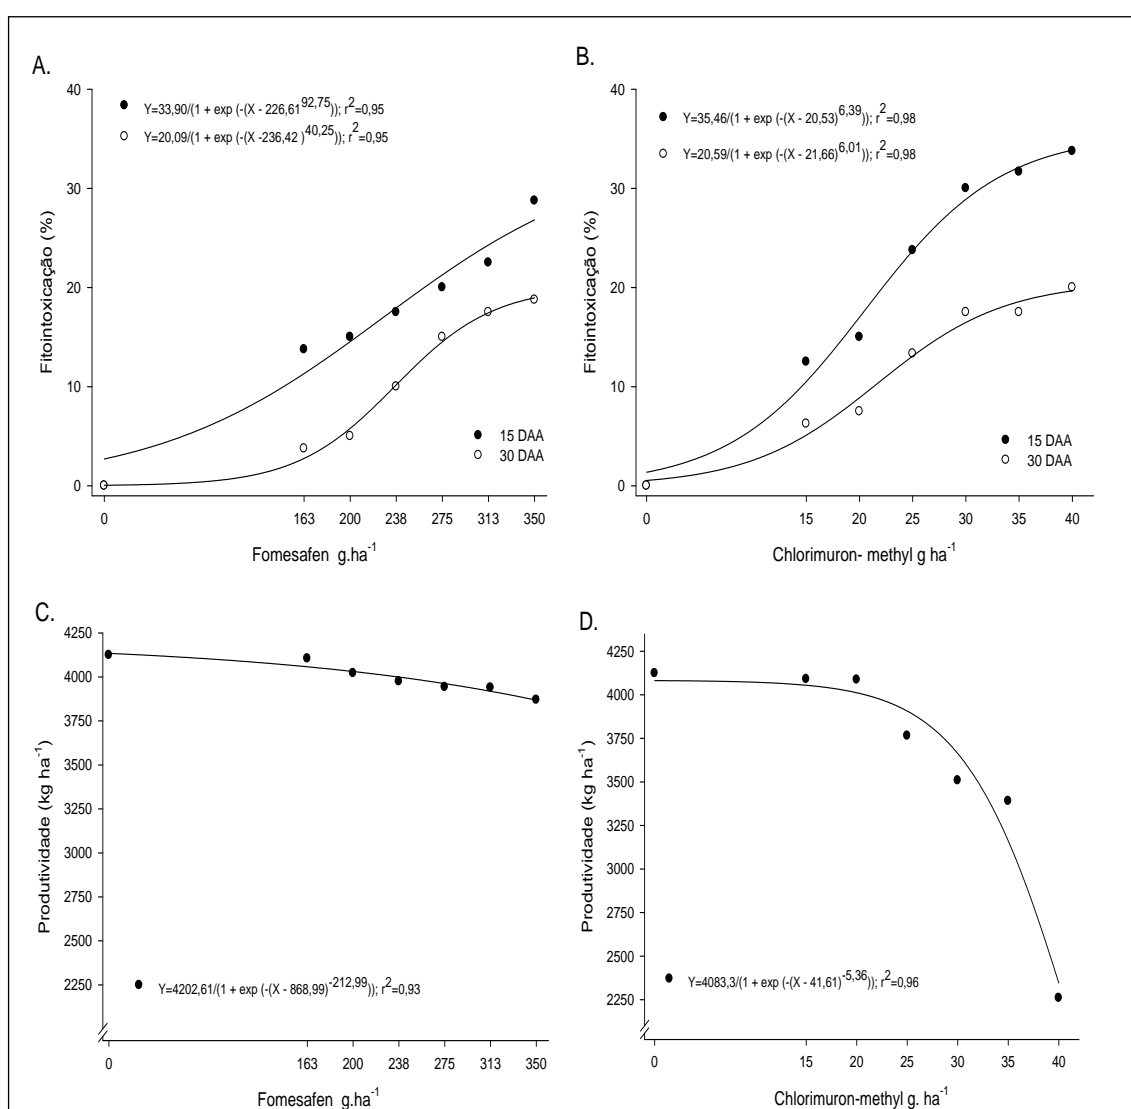 A.
40
30
20
10
0
Fitointoxicação (%)
Y=33,90/(1 + exp (-(X - 226,61^92,75)); r^2=0,95
Y=20,09/(1 + exp (-(X -236,42 )^40,25)); r^2=0,95
15 DAA
30 DAA
0 163 200 238 275 313 350
Fomesafen g.ha^-1
B.
40
30
20
10
0
Fitointoxicação (%)
Y=35,46/(1 + exp (-(X - 20,53)^6,39)); r^2=0,98
Y=20,59/(1 + exp (-(X - 21,66)^6,01)); r^2=0,98
15 DAA
30 DAA
0 15 20 25 30 35 40
Chlorimuron- methyl g ha^-1
C.
4250
4000
3750
3500
3250
3000
2750
2500
2250
Produtividade (kg ha^-1)
Y=4202,61/(1 + exp (-(X - 868,99)^-212,99)); r^2=0,93
0 163 200 238 275 313 350
Fomesafen g.ha^-1
D.
4250
4000
3750
3500
3250
3000
2750
2500
2250
Produtividade (kg ha^-1)
Y=4083,3/(1 + exp (-(X - 41,61)^-5,36)); r^2=0,96
0 15 20 25 30 35 40
Chlorimuron-methyl g. ha^-1